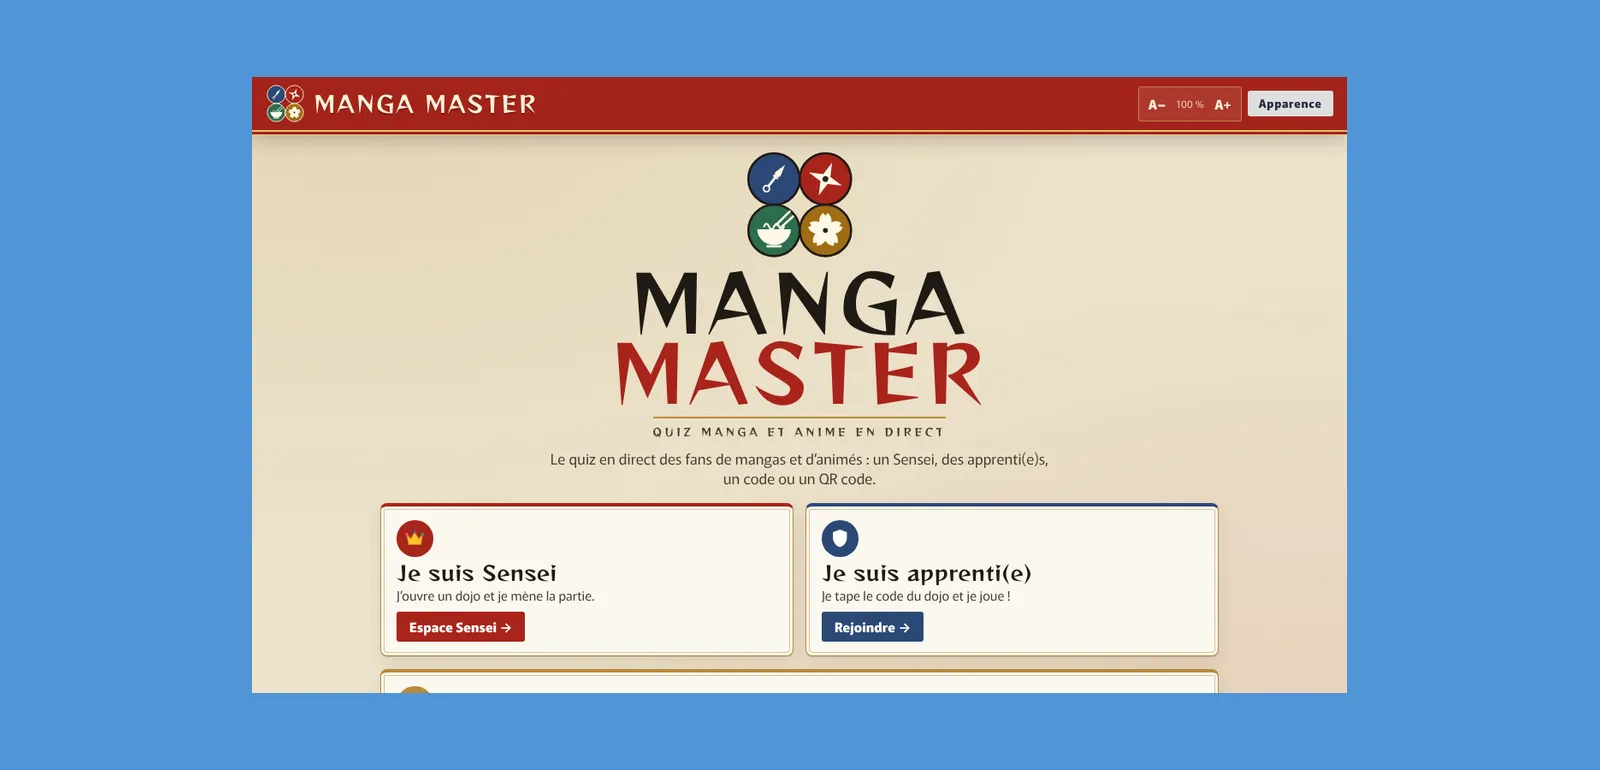 MANGA MASTER
A− 100 % A+
Apparence
MANGA
MASTER
QUIZ MANGA ET ANIME EN DIRECT
Le quiz en direct des fans de mangas et d’animés : un Sensei, des apprenti(e)s,
un code ou un QR code.
Je suis Sensei
J’ouvre un dojo et je mène la partie.
Espace Sensei →
Je suis apprenti(e)
Je tape le code du dojo et je joue !
Rejoindre →